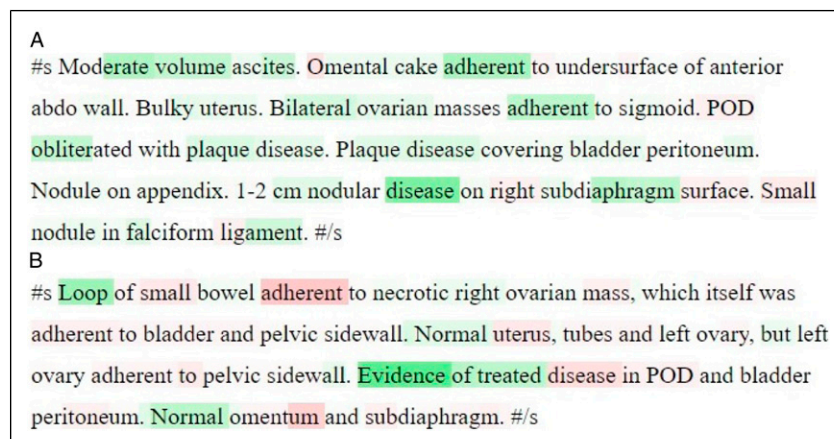 A
#s Moderate volume ascites. Omental cake adherent to undersurface of anterior
abdo wall. Bulky uterus. Bilateral ovarian masses adherent to sigmoid. POD
obliterated with plaque disease. Plaque disease covering bladder peritoneum.
Nodule on appendix. 1-2 cm nodular disease on right subdiaphragm surface. Small
nodule in falciform ligament. #/s
B
#s Loop of small bowel adherent to necrotic right ovarian mass, which itself was
adherent to bladder and pelvic sidewall. Normal uterus, tubes and left ovary, but left
ovary adherent to pelvic sidewall. Evidence of treated disease in POD and bladder
peritoneum. Normal omentum and subdiaphragm. #/s